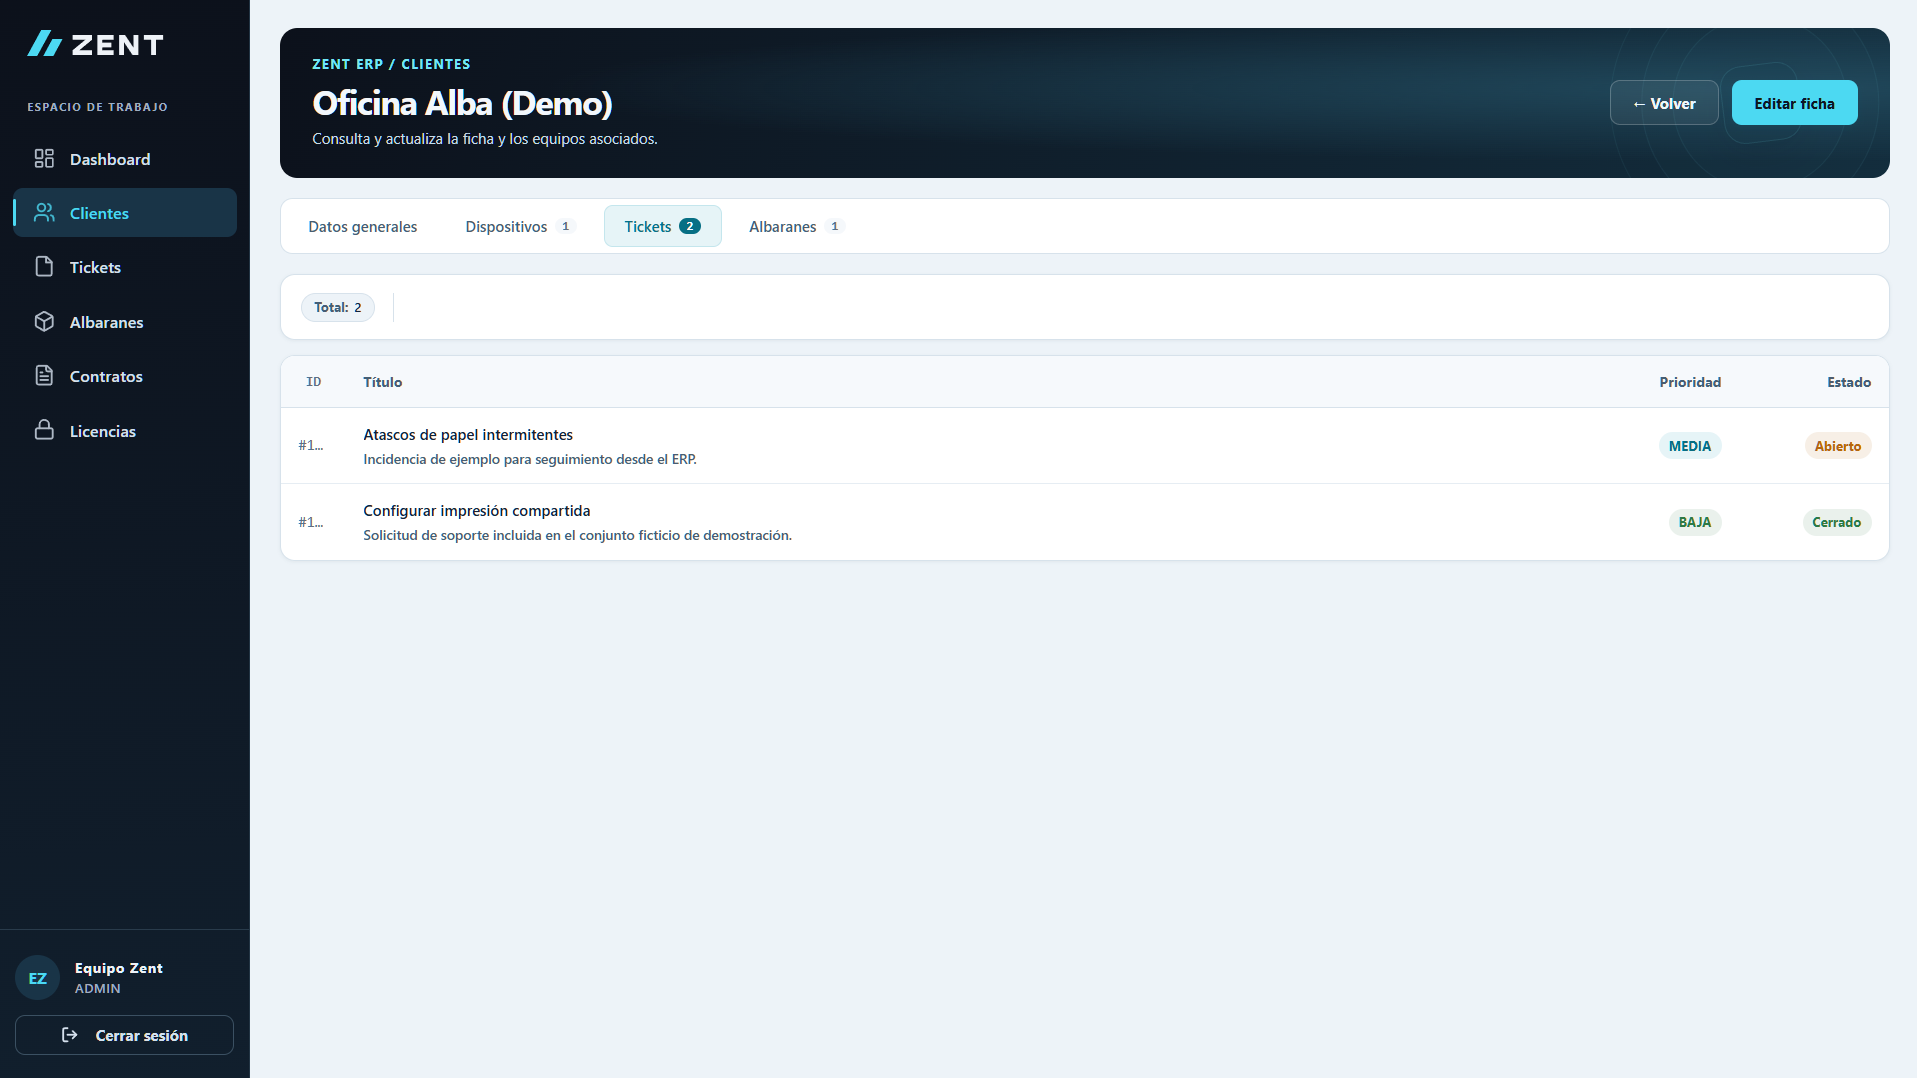 ZENT
ESPACIO DE TRABAJO
Dashboard
Clientes
Tickets
Albaranes
Contratos
Licencias
EZ
Equipo Zent
ADMIN
Cerrar sesión
ZENT ERP / CLIENTES
Oficina Alba (Demo)
Consulta y actualiza la ficha y los equipos asociados.
← Volver
Editar ficha
Datos generales
Dispositivos 1
Tickets 2
Albaranes 1
Total: 2
ID Título Prioridad Estado
#1... Atascos de papel intermitentes MEDIA Abierto
Incidencia de ejemplo para seguimiento desde el ERP.
#1... Configurar impresión compartida BAJA Cerrado
Solicitud de soporte incluida en el conjunto ficticio de demostración.